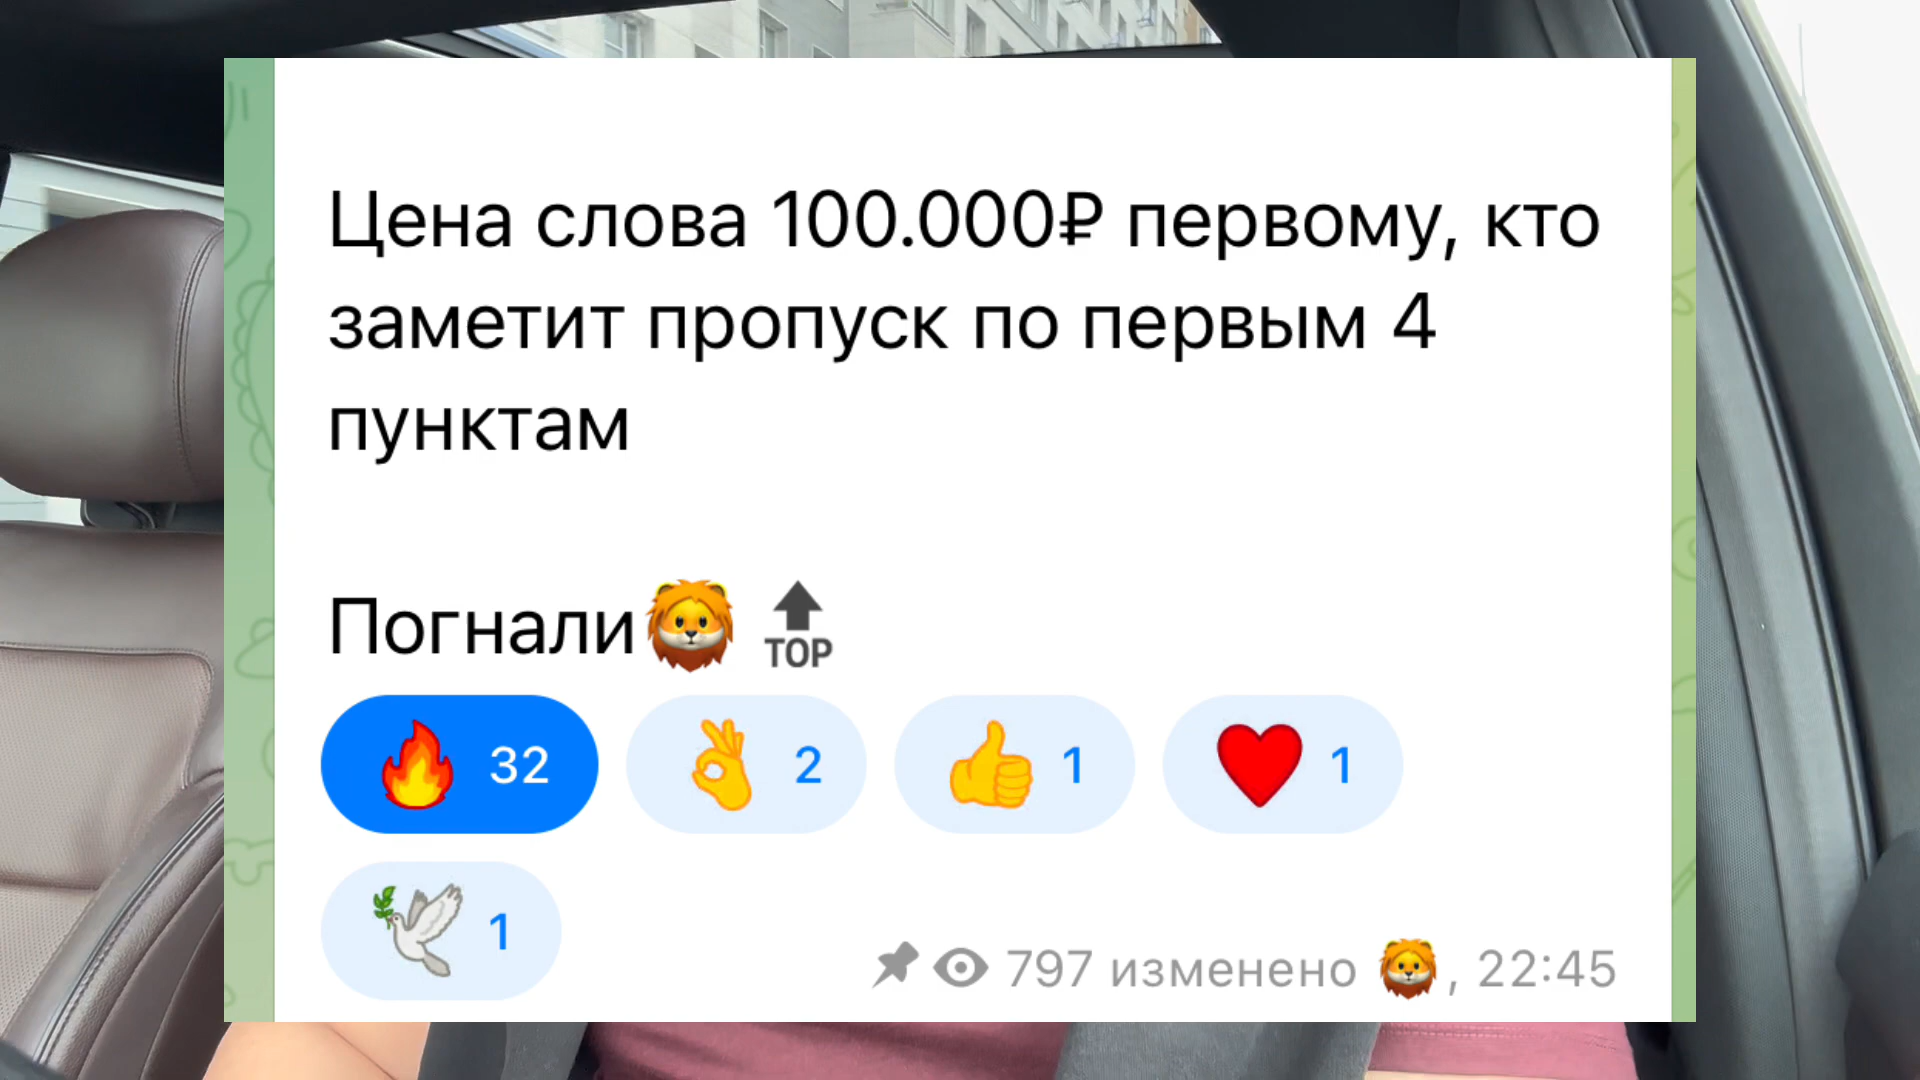 Цена слова 100.000₽ первому, кто
заметит пропуск по первым 4
пунктам
Погнали🦁 🔝
🔥 32 👌 2 👍 1 ❤️ 1
🕊️ 1
797 изменено 🦁, 22:45